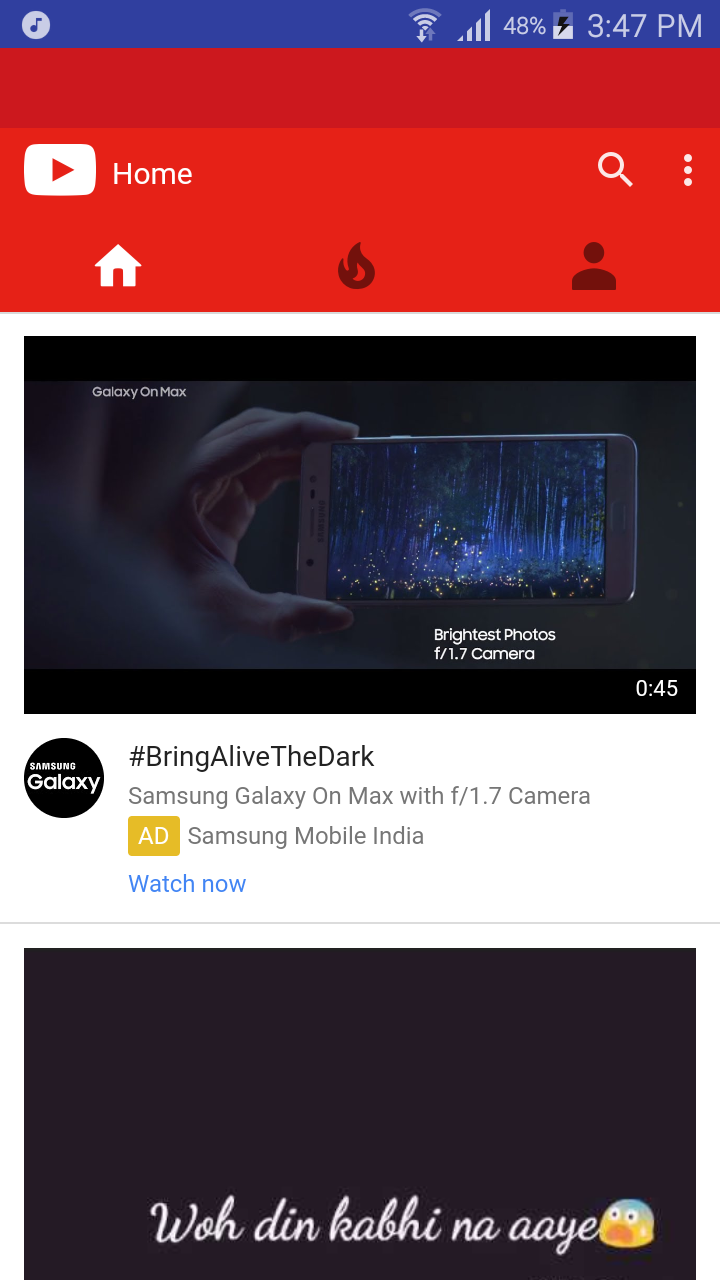 48% 3:47 PM
Home
Galaxy On Max
Brightest Photos
f/1.7 Camera
0:45
SAMSUNG
Galaxy
#BringAliveTheDark
Samsung Galaxy On Max with f/1.7 Camera
AD Samsung Mobile India
Watch now
Woh din kabhi na aaye😨